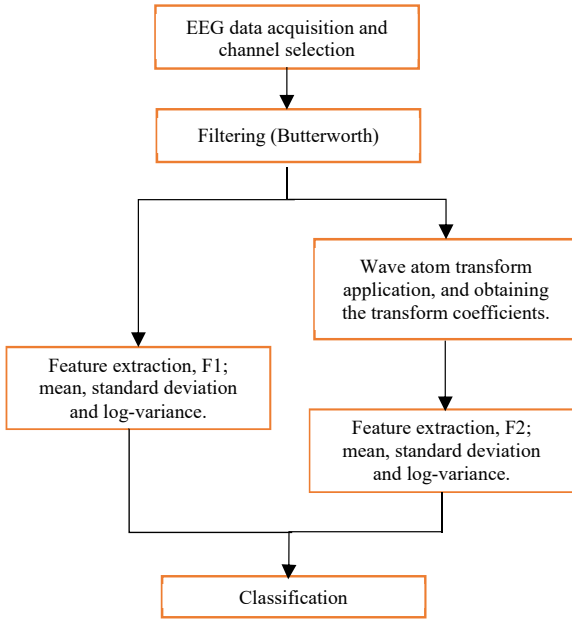 EEG data acquisition and
channel selection
Filtering (Butterworth)
Wave atom transform
application, and obtaining
the transform coefficients.
Feature extraction, F1;
mean, standard deviation
and log-variance.
Feature extraction, F2;
mean, standard deviation
and log-variance.
Classification